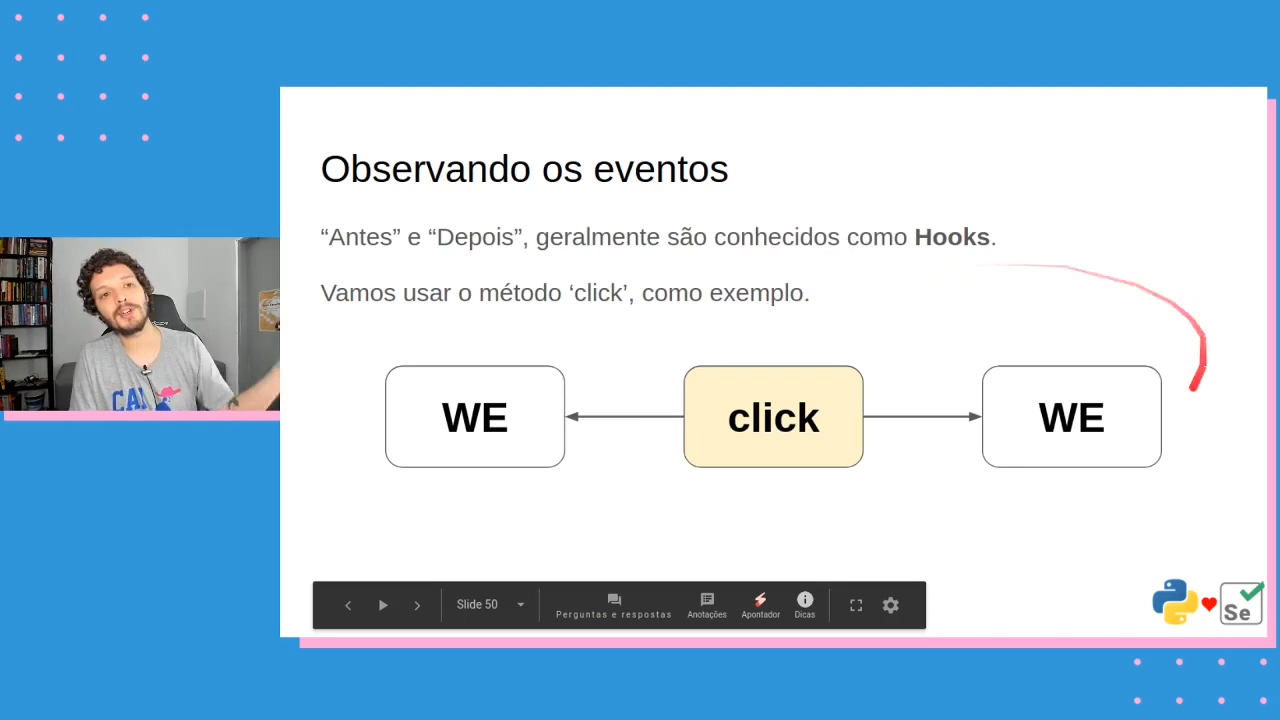 Observando os eventos
“Antes” e “Depois”, geralmente são conhecidos como Hooks.
Vamos usar o método ‘click’, como exemplo.
WE
click
WE
Slide 50
Perguntas e respostas
Anotações
Apontador
Dicas
Se
CAL